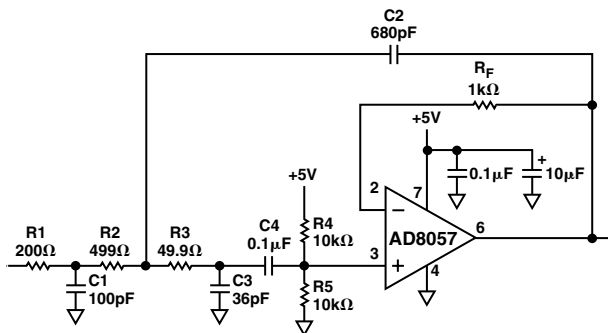 C2
680pF
RF
1kΩ
+5V
0.1µF
+
10µF
2
7
−
+5V
AD8057
6
C4
0.1µF
R4
10kΩ
3
+
4
R1
200Ω
R2
499Ω
R3
49.9Ω
C1
100pF
C3
36pF
R5
10kΩ